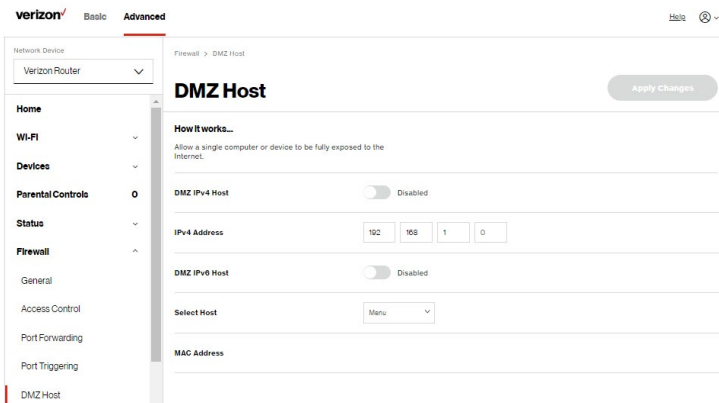 verizon✓ Basic Advanced Help
Network Device
Verizon Router
Home
Wi-Fi
Devices
Parental Controls 0
Status
Firewall
General
Access Control
Port Forwarding
Port Triggering
DMZ Host
Firewall > DMZ Host
DMZ Host Apply Changes
How it works...
Allow a single computer or device to be fully exposed to the
Internet.
DMZ IPv4 Host Disabled
IPv4 Address 192 168 1 0
DMZ IPv6 Host Disabled
Select Host Menu
MAC Address